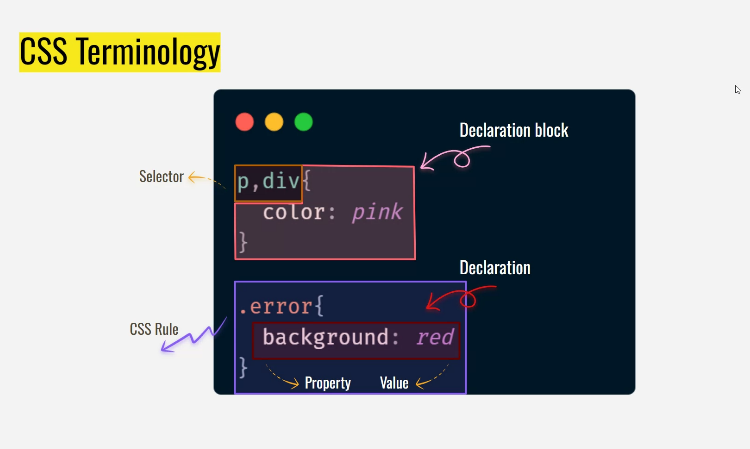 CSS Terminology
Declaration block
Selector
p,div{
color: pink
}
Declaration
.error{
CSS Rule
background: red
}
Property
Value